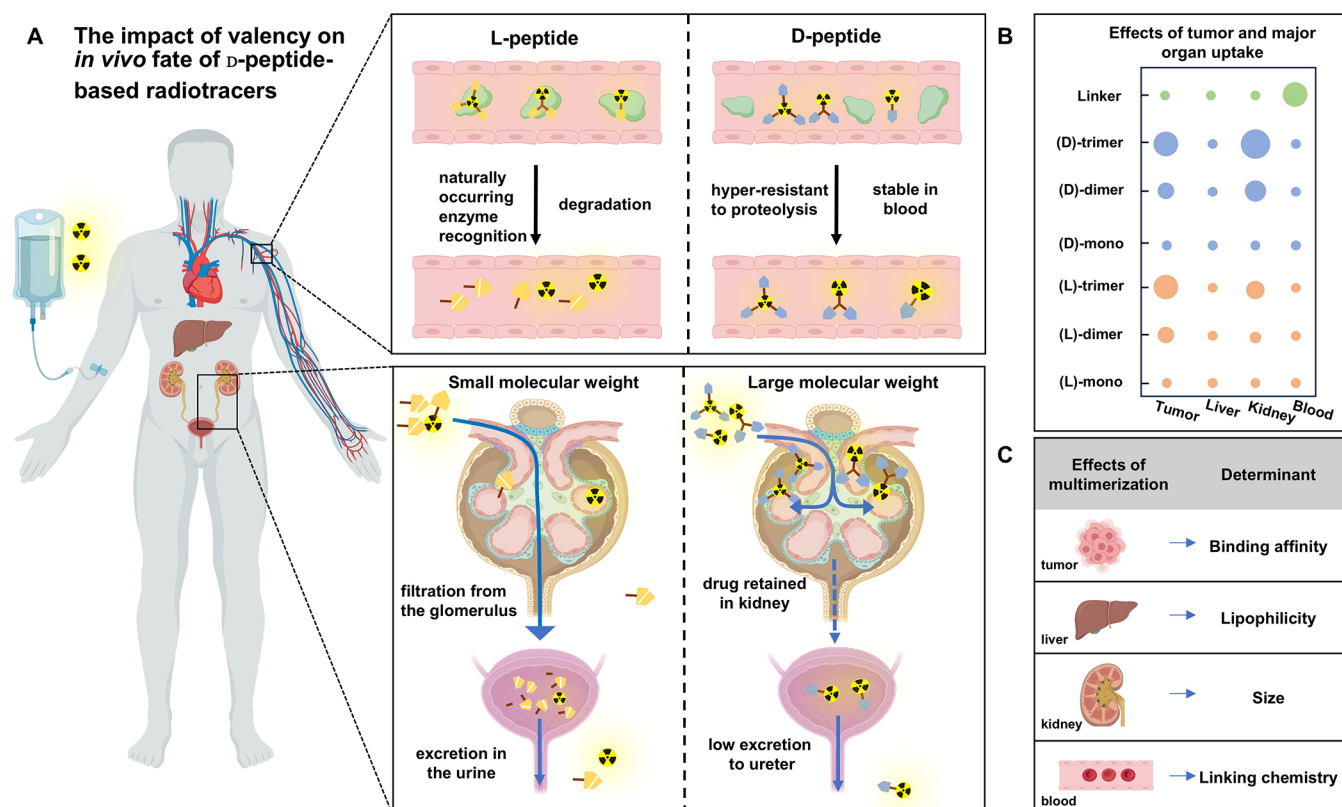 A
The impact of valency on
in vivo fate of D-peptide-
based radiotracers
L-peptide
D-peptide
naturally
occurring
enzyme
recognition
degradation
hyper-resistant
to proteolysis
stable in
blood
Small molecular weight
Large molecular weight
filtration from
the glomerulus
drug retained
in kidney
excretion in
the urine
low excretion
to ureter
B
Effects of tumor and major
organ uptake
Linker
(D)-trimer
(D)-dimer
(D)-mono
(L)-trimer
(L)-dimer
(L)-mono
Tumor Liver Kidney Blood
C
Effects of
multimerization
Determinant
tumor
Binding affinity
liver
Lipophilicity
kidney
Size
blood
Linking chemistry